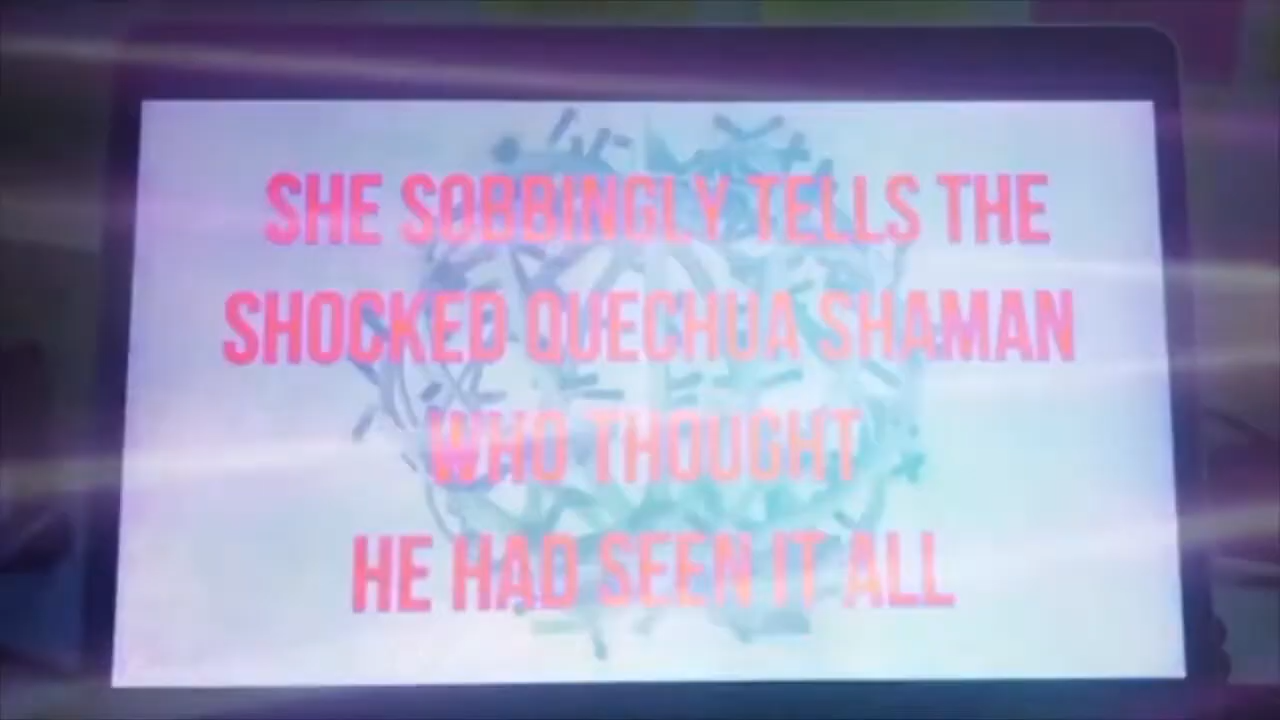 SHE SOBBINGLY TELLS THE
SHOCKED QUECHUA SHAMAN
WHO THOUGHT
HE HAD SEEN IT ALL